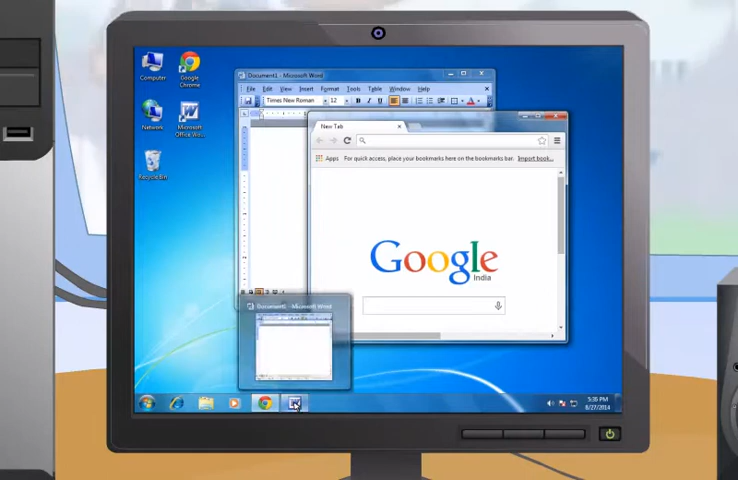 Computer
Google
Chrome
Network
Microsoft
Office Wo...
Recycle Bin
Document1 - Microsoft Word
File Edit View Insert Format Tools Table Window Help
Times New Roman 12 B I U
New Tab
Apps For quick access, place your bookmarks here on the bookmarks bar. Import book...
Google
India
Document1 - Microsoft Word
5:35 PM
8/27/2014